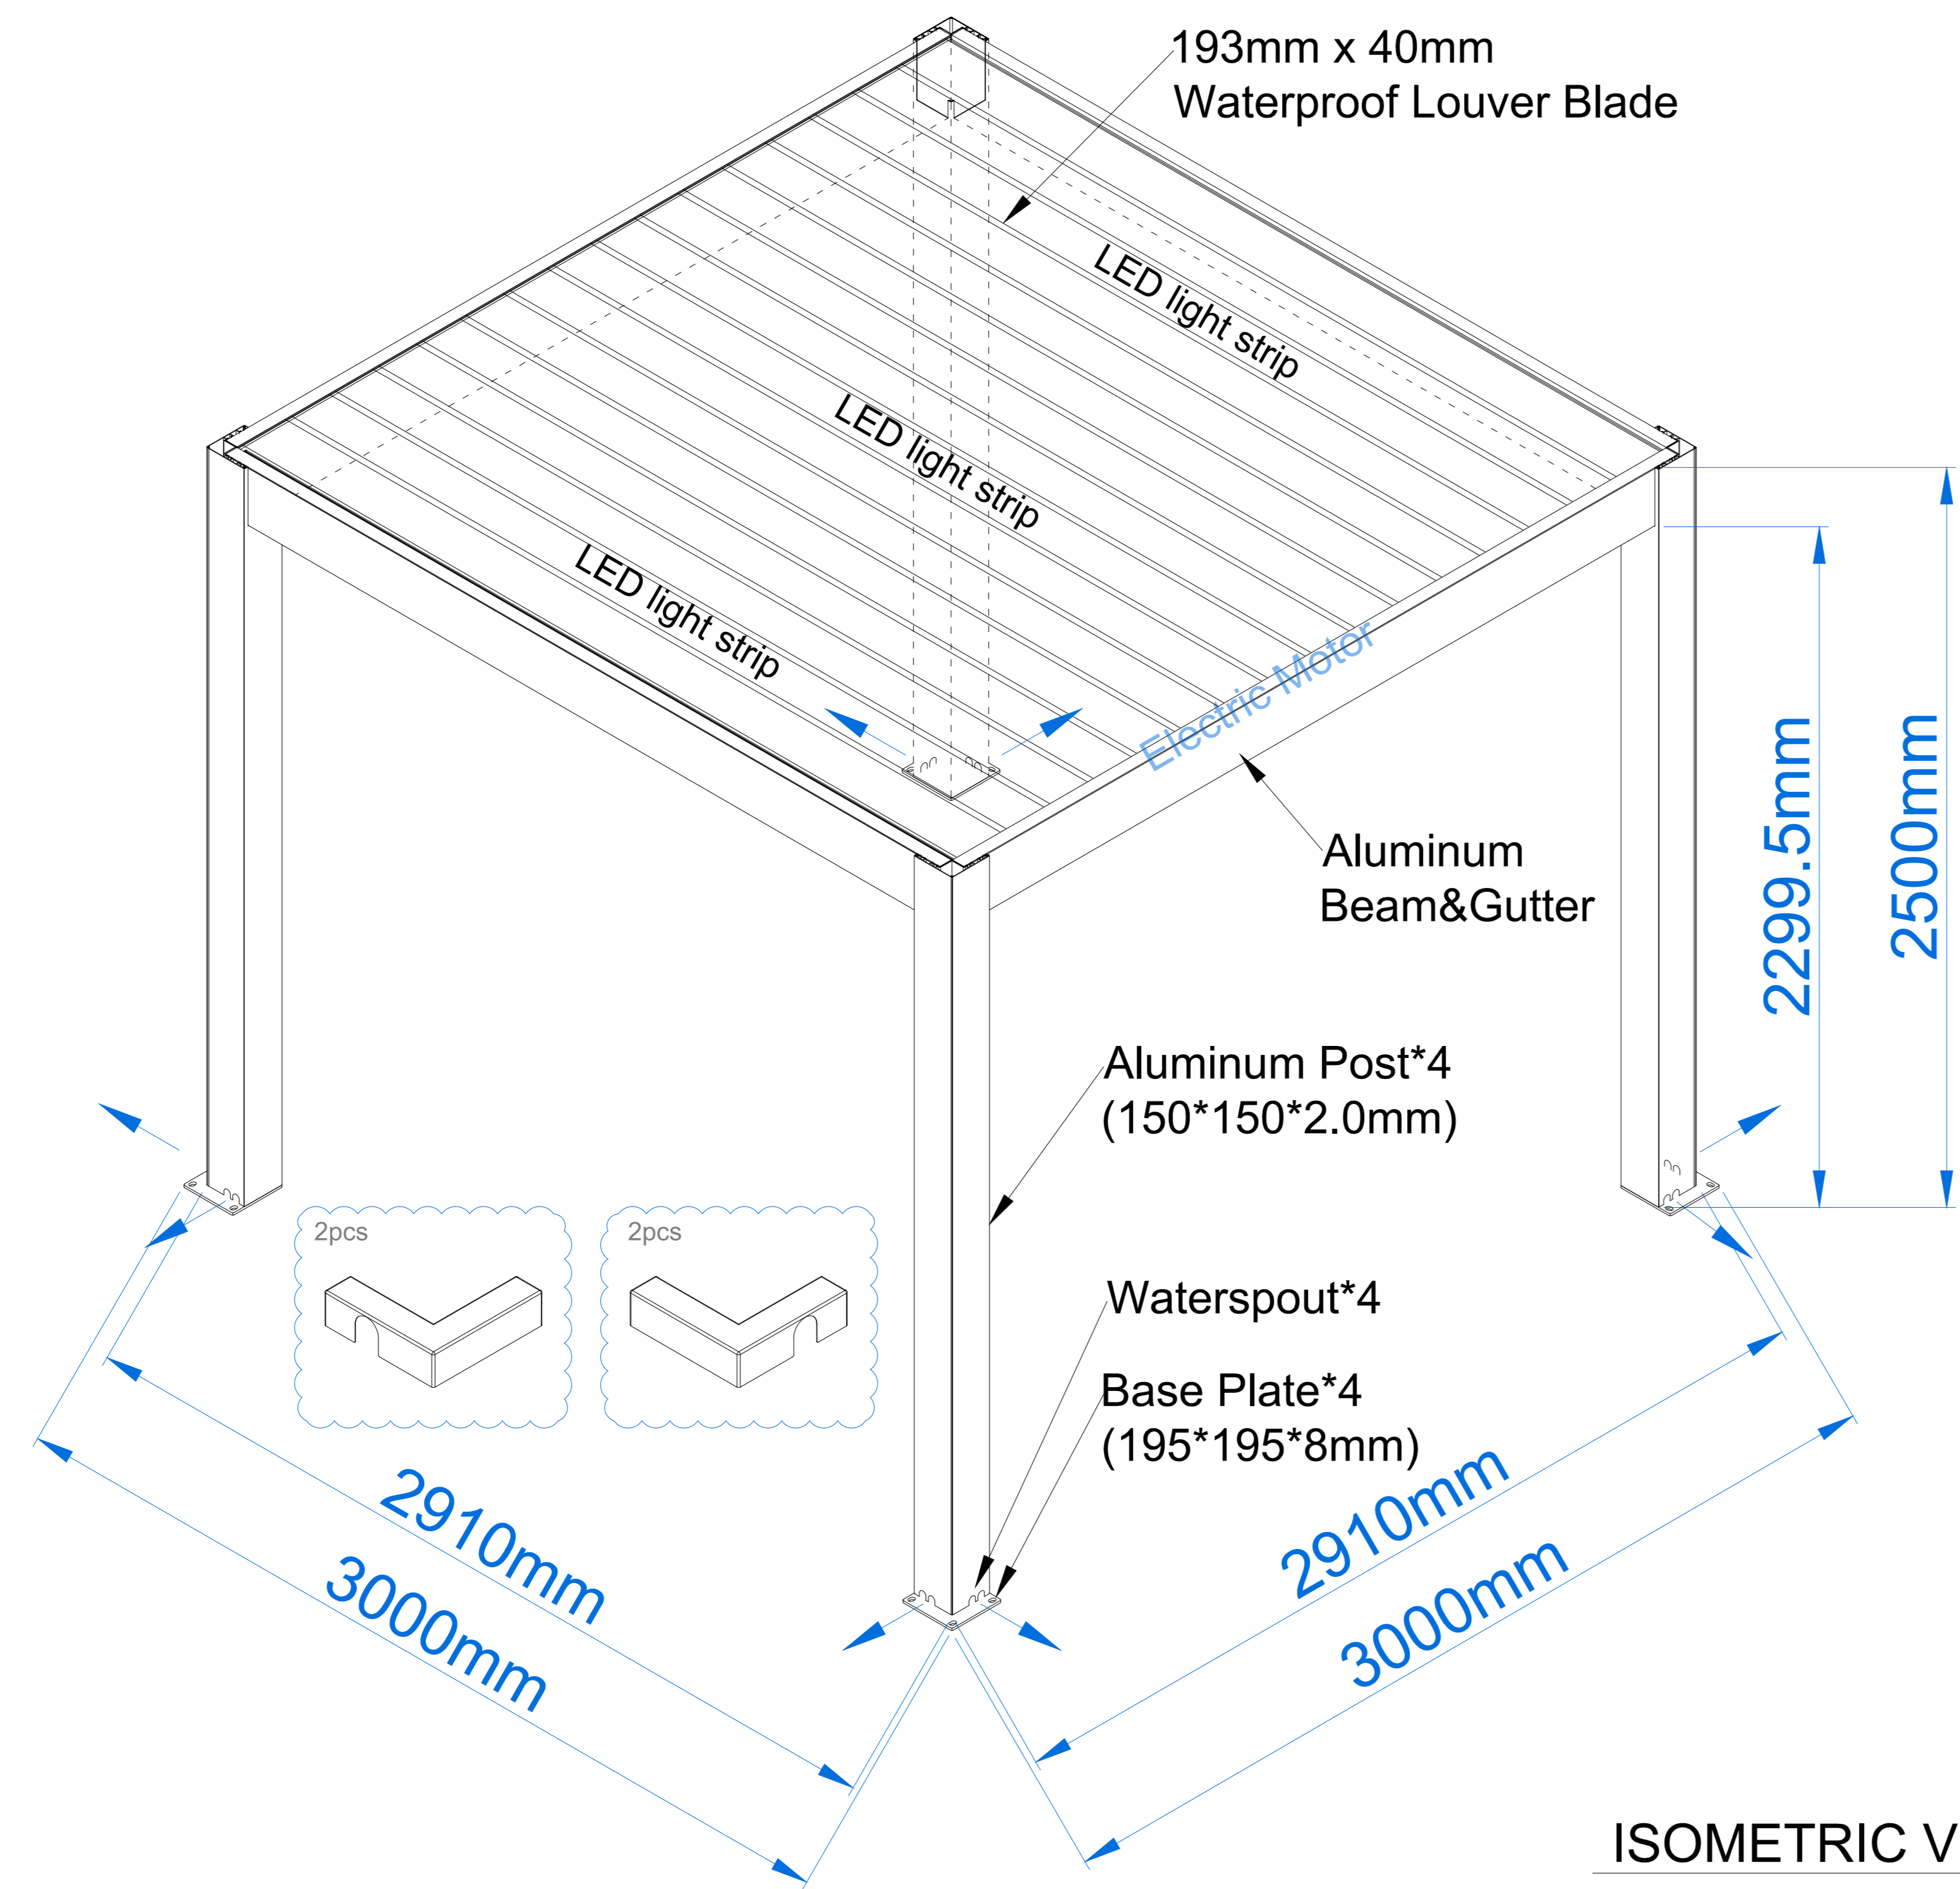 193mm x 40mm
Waterproof Louver Blade
LED light strip
LED light strip
LED light strip
Electric Motor
Aluminum
Beam&Gutter
2299.5mm
2500mm
Aluminum Post*4
(150*150*2.0mm)
2pcs
2pcs
Waterspout*4
Base Plate*4
(195*195*8mm)
2910mm
3000mm
2910mm
3000mm
ISOMETRIC V